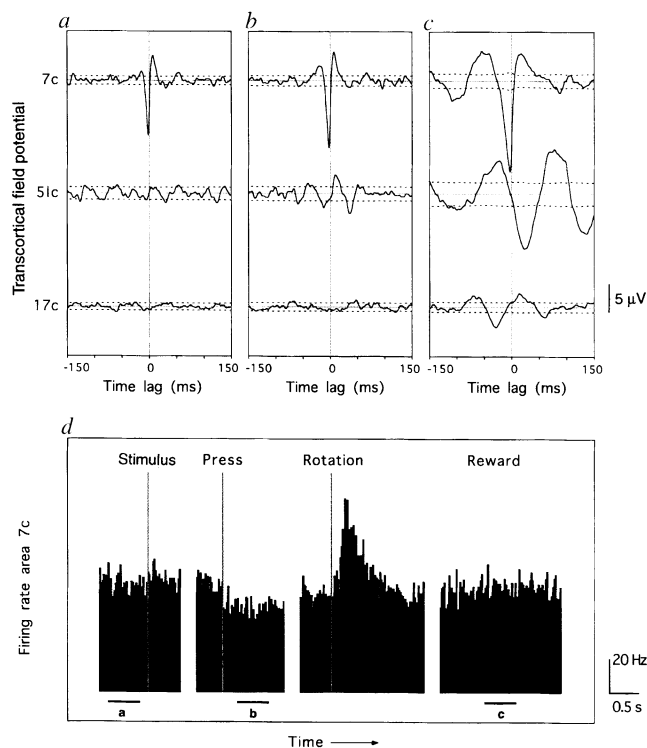 a b c
Transcortical field potential
7c
5lc
17c
5 µV
-150 0 150 -150 0 150 -150 0 150
Time lag (ms) Time lag (ms) Time lag (ms)
d
Stimulus Press Rotation Reward
Firing rate area 7c
20 Hz
0.5 s
a b c
Time